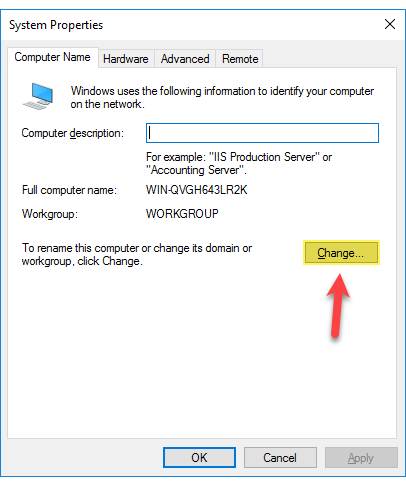 System Properties
Computer Name Hardware Advanced Remote
Windows uses the following information to identify your computer
on the network.
Computer description:
For example: "IIS Production Server" or
"Accounting Server".
Full computer name: WIN-QVGH643LR2K
Workgroup: WORKGROUP
To rename this computer or change its domain or
workgroup, click Change.
Change...
OK Cancel Apply